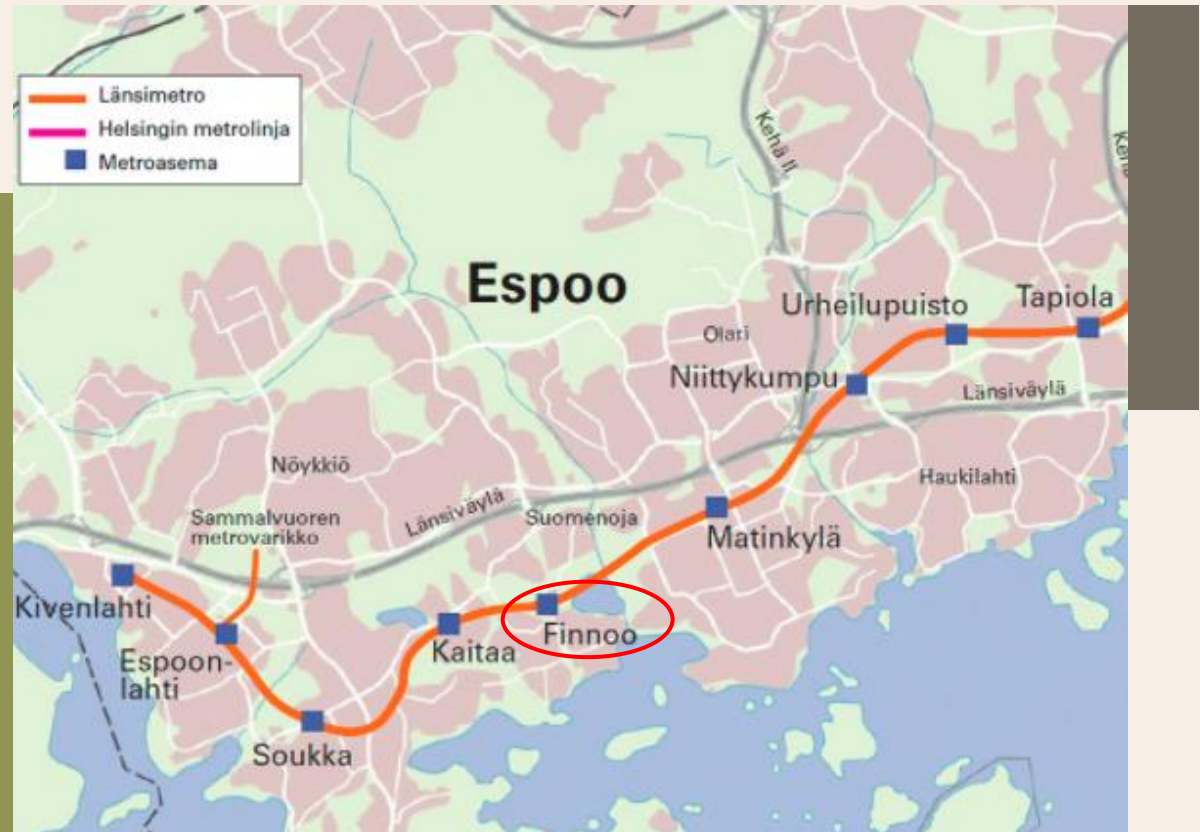 Länsimetro
Helsingin metrolinja
Metroasema
Kehä II
Espoo
Urheilupuisto
Tapiola
Olari
Niittykumpu
Länsiväylä
Nöykkiö
Haukilahti
Sammalvuoren
metrovarikko
Länsiväylä
Suomenoja
Matinkylä
Kivenlahti
Finnoo
Kaitaa
Espoon-
lahti
Soukka